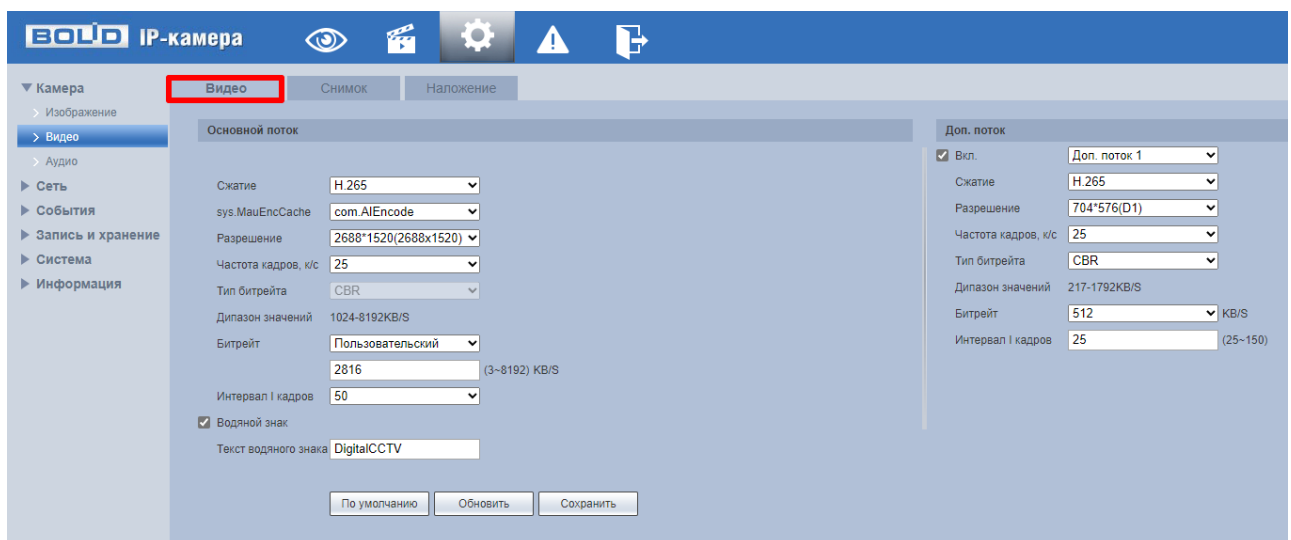 BOLID IP-камера
Камера
Изображение
Видео
Аудио
Сеть
События
Запись и хранение
Система
Информация
Видео Снимок Наложение
Основной поток
Сжатие H.265
sys.MauEncCache com.AIEncode
Разрешение 2688*1520(2688x1520)
Частота кадров, к/с 25
Тип битрейта CBR
Дипазон значений 1024-8192KB/S
Битрейт Пользовательский
2816 (3~8192) KB/S
Интервал I кадров 50
Водяной знак
Текст водяного знака DigitalCCTV
По умолчанию Обновить Сохранить
Доп. поток
Вкл. Доп. поток 1
Сжатие H.265
Разрешение 704*576(D1)
Частота кадров, к/с 25
Тип битрейта CBR
Дипазон значений 217-1792KB/S
Битрейт 512 KB/S
Интервал I кадров 25 (25~150)